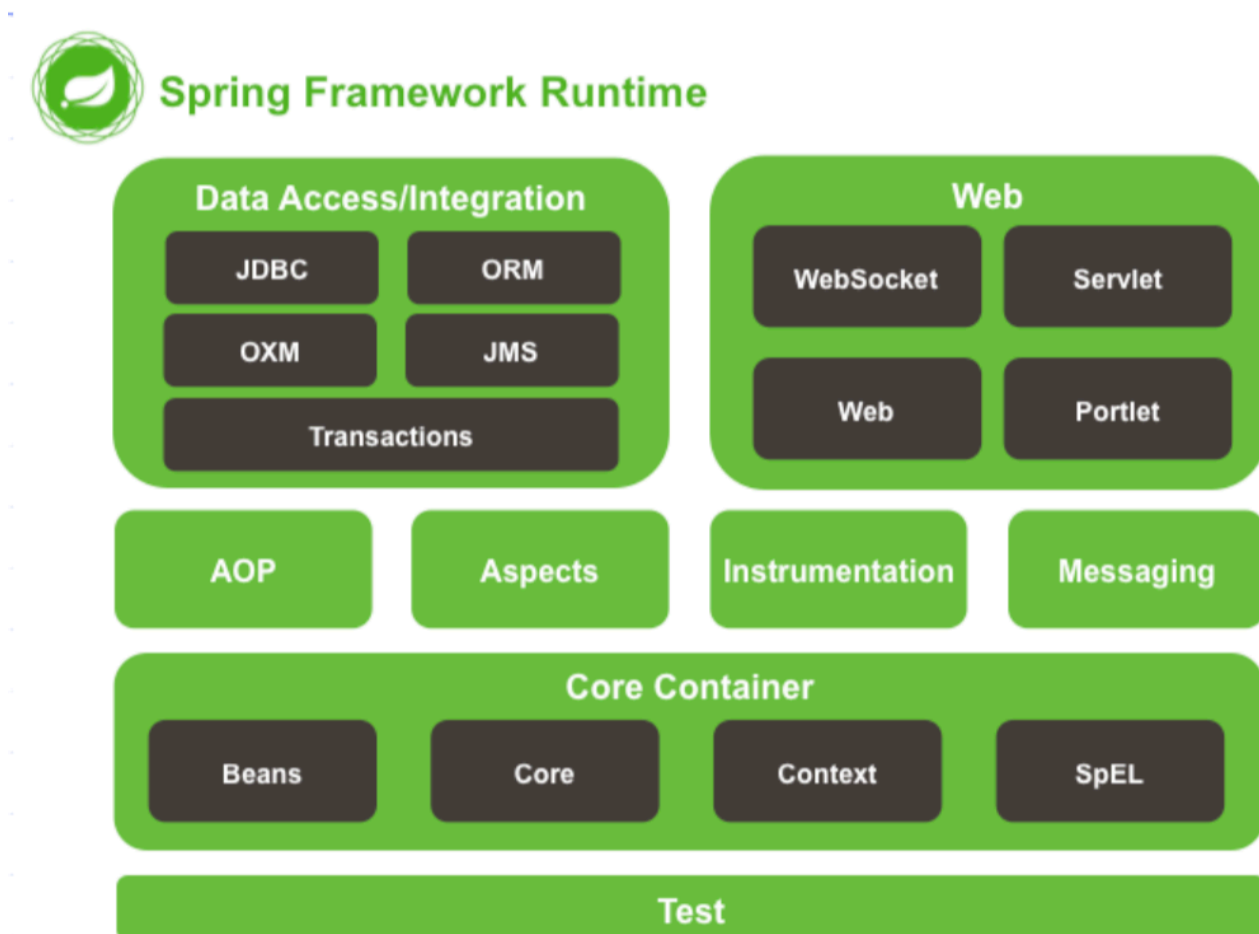 Spring Framework Runtime
Data Access/Integration
JDBC
ORM
OXM
JMS
Transactions
Web
WebSocket
Servlet
Web
Portlet
AOP
Aspects
Instrumentation
Messaging
Core Container
Beans
Core
Context
SpEL
Test